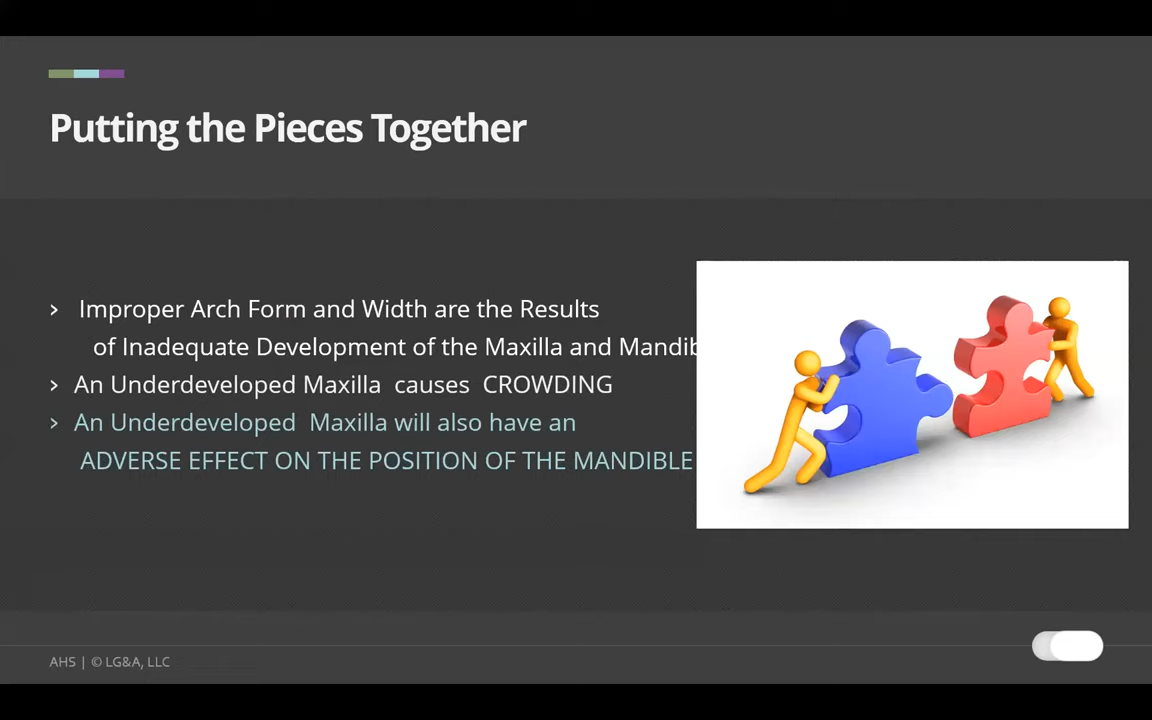 Putting the Pieces Together
› Improper Arch Form and Width are the Results
of Inadequate Development of the Maxilla and Mandib
› An Underdeveloped Maxilla causes CROWDING
› An Underdeveloped Maxilla will also have an
ADVERSE EFFECT ON THE POSITION OF THE MANDIBLE
AHS | © LG&A, LLC